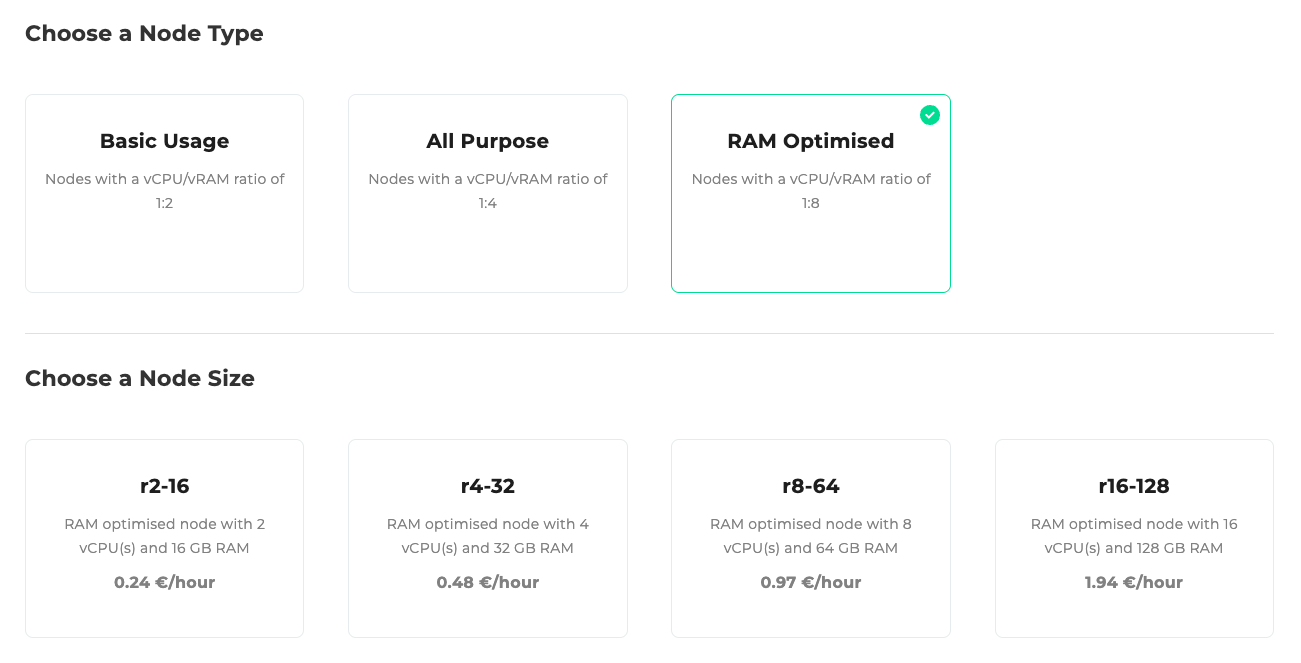 Choose a Node Type
Basic Usage
Nodes with a vCPU/vRAM ratio of
1:2
All Purpose
Nodes with a vCPU/vRAM ratio of
1:4
RAM Optimised
Nodes with a vCPU/vRAM ratio of
1:8
Choose a Node Size
r2-16
RAM optimised node with 2
vCPU(s) and 16 GB RAM
0.24 €/hour
r4-32
RAM optimised node with 4
vCPU(s) and 32 GB RAM
0.48 €/hour
r8-64
RAM optimised node with 8
vCPU(s) and 64 GB RAM
0.97 €/hour
r16-128
RAM optimised node with 16
vCPU(s) and 128 GB RAM
1.94 €/hour